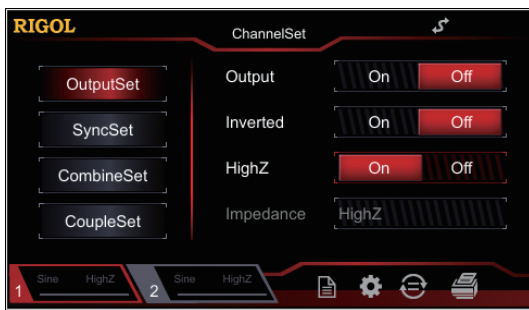 RIGOL
ChannelSet
OutputSet
SyncSet
CombineSet
CoupleSet
Output On Off
Inverted On Off
HighZ On Off
Impedance HighZ
1 Sine HighZ
2 Sine HighZ